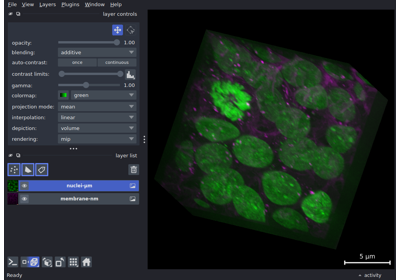 File View Layers Plugins Window Help
layer controls
opacity: 1.00
blending: additive
auto-contrast: once continuous
contrast limits:
gamma: 1.00
colormap: green
projection mode: mean
interpolation: linear
depiction: volume
rendering: mip
layer list
nuclei-µm
membrane-nm
5 µm
Ready activity